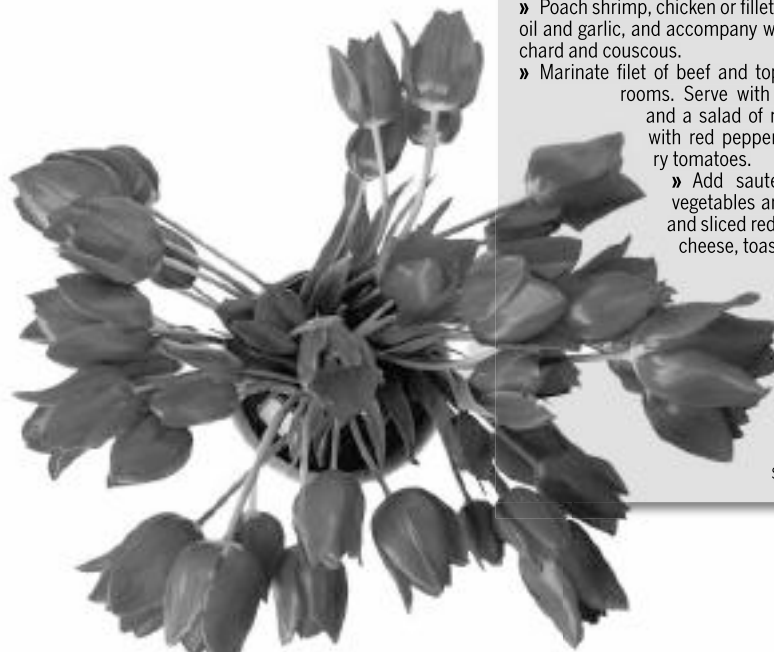 » Poach shrimp, chicken or fillet
oil and garlic, and accompany w
chard and couscous.
» Marinate filet of beef and top
rooms. Serve with
and a salad of r
with red pepper
ry tomatoes.
» Add saute
vegetables ar
and sliced red
cheese, toas
s